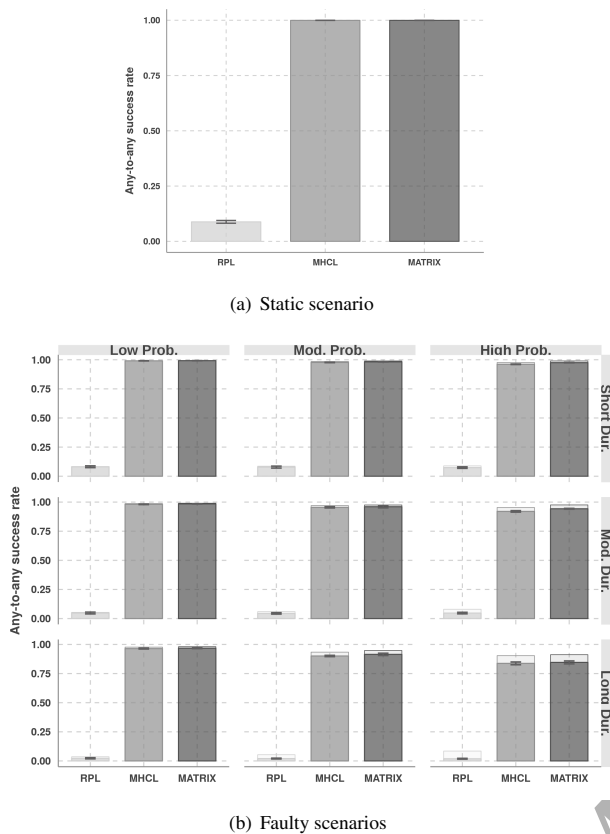 Any-to-any success rate
1.00
0.75
0.50
0.25
0.00
RPL MHCL MATRIX
(a) Static scenario
Low Prob. Mod. Prob. High Prob.
Any-to-any success rate
1.00
0.75
0.50
0.25
0.00
Short Dur.
1.00
0.75
0.50
0.25
0.00
Mod. Dur.
1.00
0.75
0.50
0.25
0.00
Long Dur.
RPL MHCL MATRIX RPL MHCL MATRIX RPL MHCL MATRIX
(b) Faulty scenarios